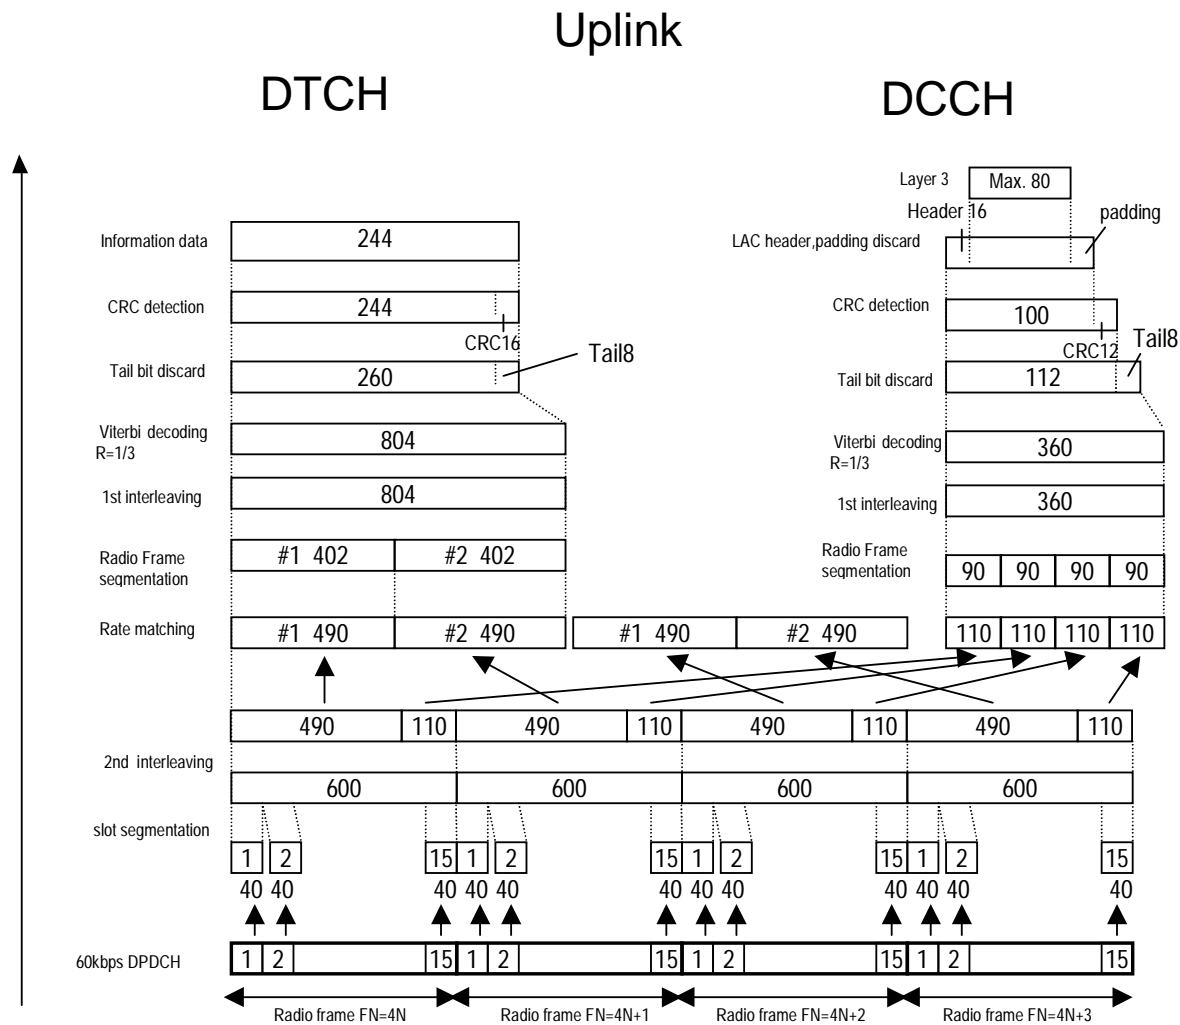 Uplink
DTCH
DCCH
Layer 3
Max. 80
Header 16
padding
Information data
244
LAC header,padding discard
CRC detection
244
CRC16
CRC detection
100
CRC12
Tail bit discard
260
Tail8
Tail bit discard
112
Tail8
Viterbi decoding
R=1/3
804
Viterbi decoding
R=1/3
360
1st interleaving
804
1st interleaving
360
Radio Frame
segmentation
#1 402
#2 402
Radio Frame
segmentation
90 90 90 90
Rate matching
#1 490
#2 490
#1 490
#2 490
110 110 110 110
490 110 490 110 490 110 490 110
2nd interleaving
600 600 600 600
slot segmentation
1 2 15 1 2 15 1 2 15 1 2 15
40 40 40 40 40 40 40 40 40 40 40 40
60kbps DPDCH
1 2 15 1 2 15 1 2 15 1 2 15
Radio frame FN=4N
Radio frame FN=4N+1
Radio frame FN=4N+2
Radio frame FN=4N+3